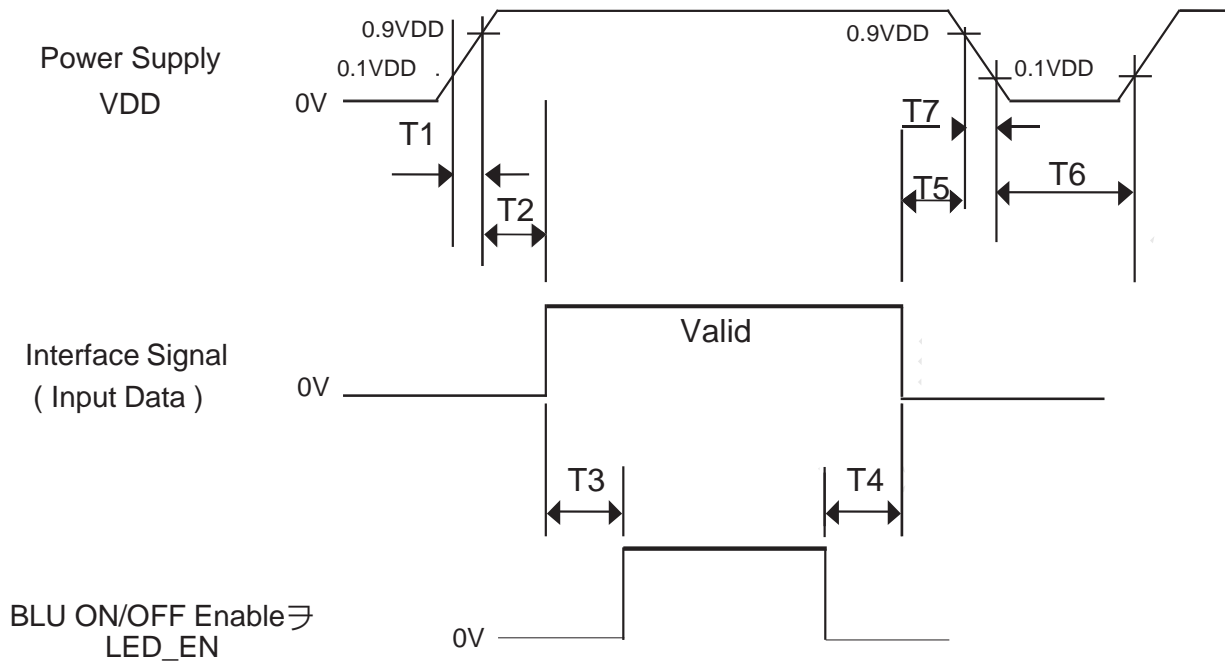 0.9VDD
0.9VDD
Power Supply
0.1VDD .
0.1VDD
VDD
0V
T1
T7
T2
T5
T6
Valid
Interface Signal
( Input Data )
0V
T3
T4
BLU ON/OFF Enableヲ
LED_EN
0V